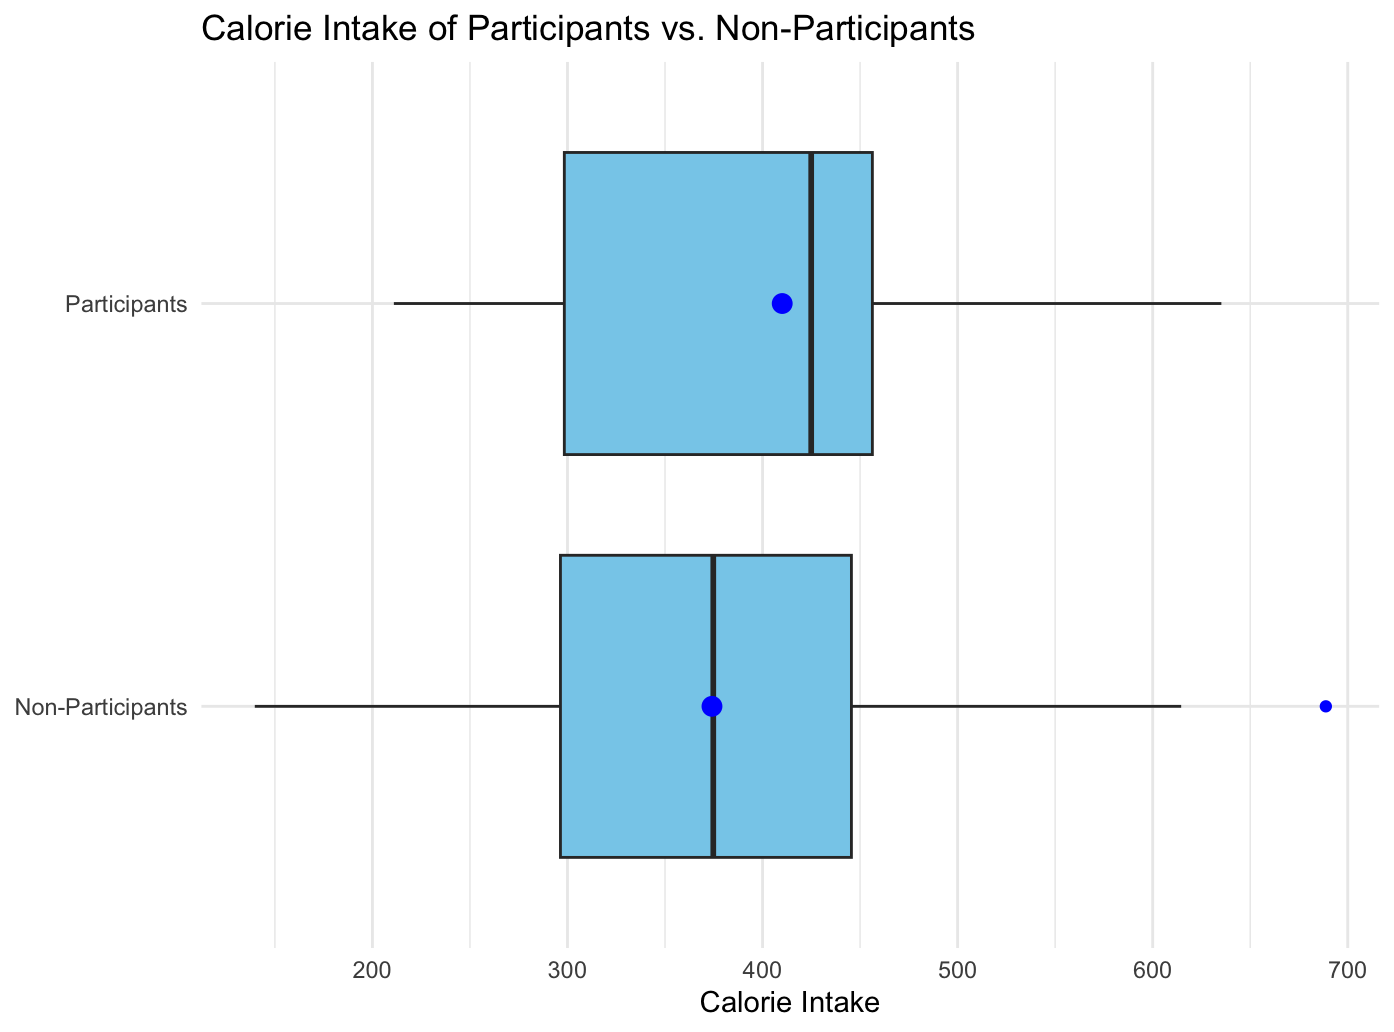 Calorie Intake of Participants vs. Non-Participants
Participants
Non-Participants
200 300 400 500 600 700
Calorie Intake